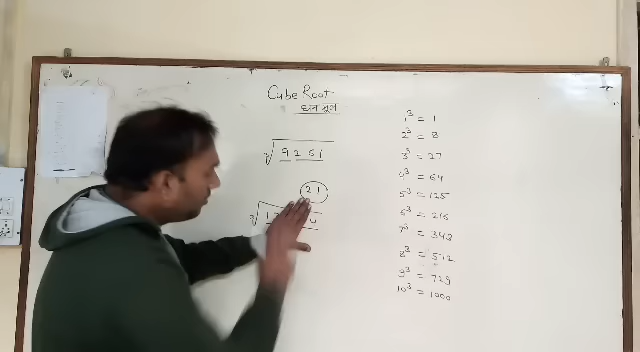 Cube Root
घन मूल
√9261
21
1³ = 1
2³ = 8
3³ = 27
4³ = 64
5³ = 125
6³ = 216
7³ = 343
8³ = 512
9³ = 729
10³ = 1000